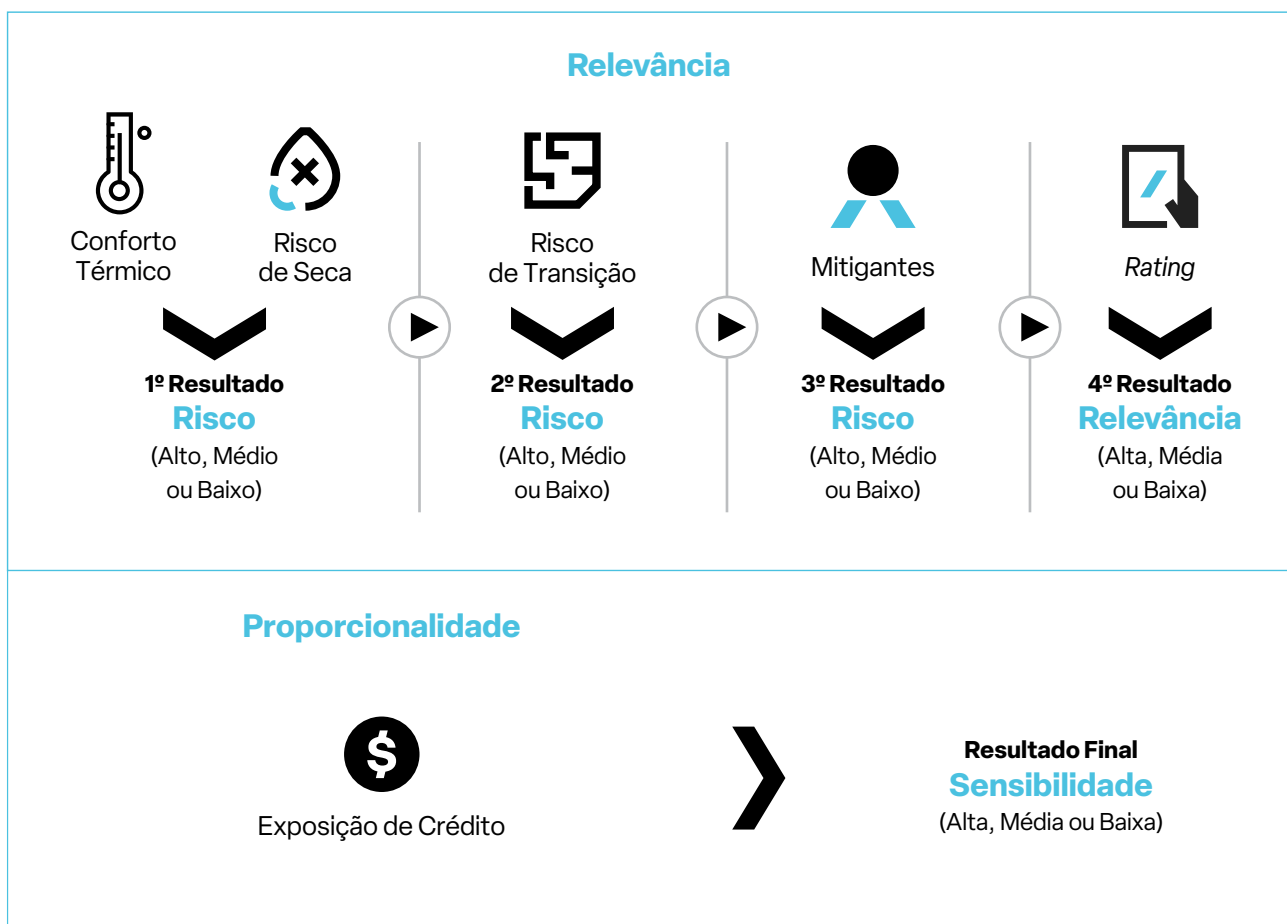 Relevância
Conforto
Térmico
Risco
de Seca
1º Resultado
Risco
(Alto, Médio
ou Baixo)
Risco
de Transição
2º Resultado
Risco
(Alto, Médio
ou Baixo)
Mitigantes
3º Resultado
Risco
(Alto, Médio
ou Baixo)
Rating
4º Resultado
Relevância
(Alta, Média
ou Baixa)
Proporcionalidade
$
Exposição de Crédito
Resultado Final
Sensibilidade
(Alta, Média ou Baixa)